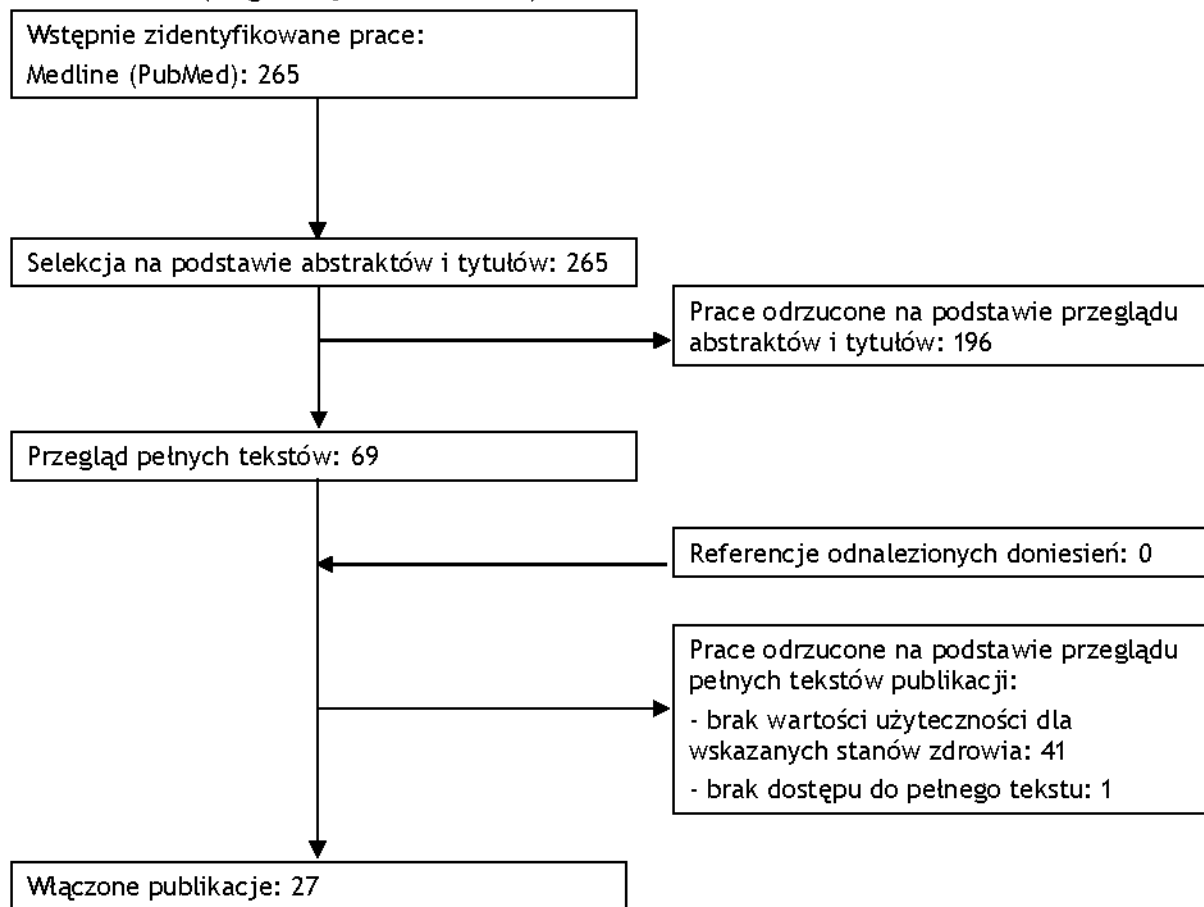 Wstępnie zidentyfikowane prace:
Medline (PubMed): 265
Selekcja na podstawie abstraktów i tytułów: 265
Prace odrzucone na podstawie przeglądu
abstraktów i tytułów: 196
Przegląd pełnych tekstów: 69
Referencje odnalezionych doniesień: 0
Prace odrzucone na podstawie przeglądu
pełnych tekstów publikacji:
- brak wartości użyteczności dla
wskazanych stanów zdrowia: 41
- brak dostępu do pełnego tekstu: 1
Włączone publikacje: 27